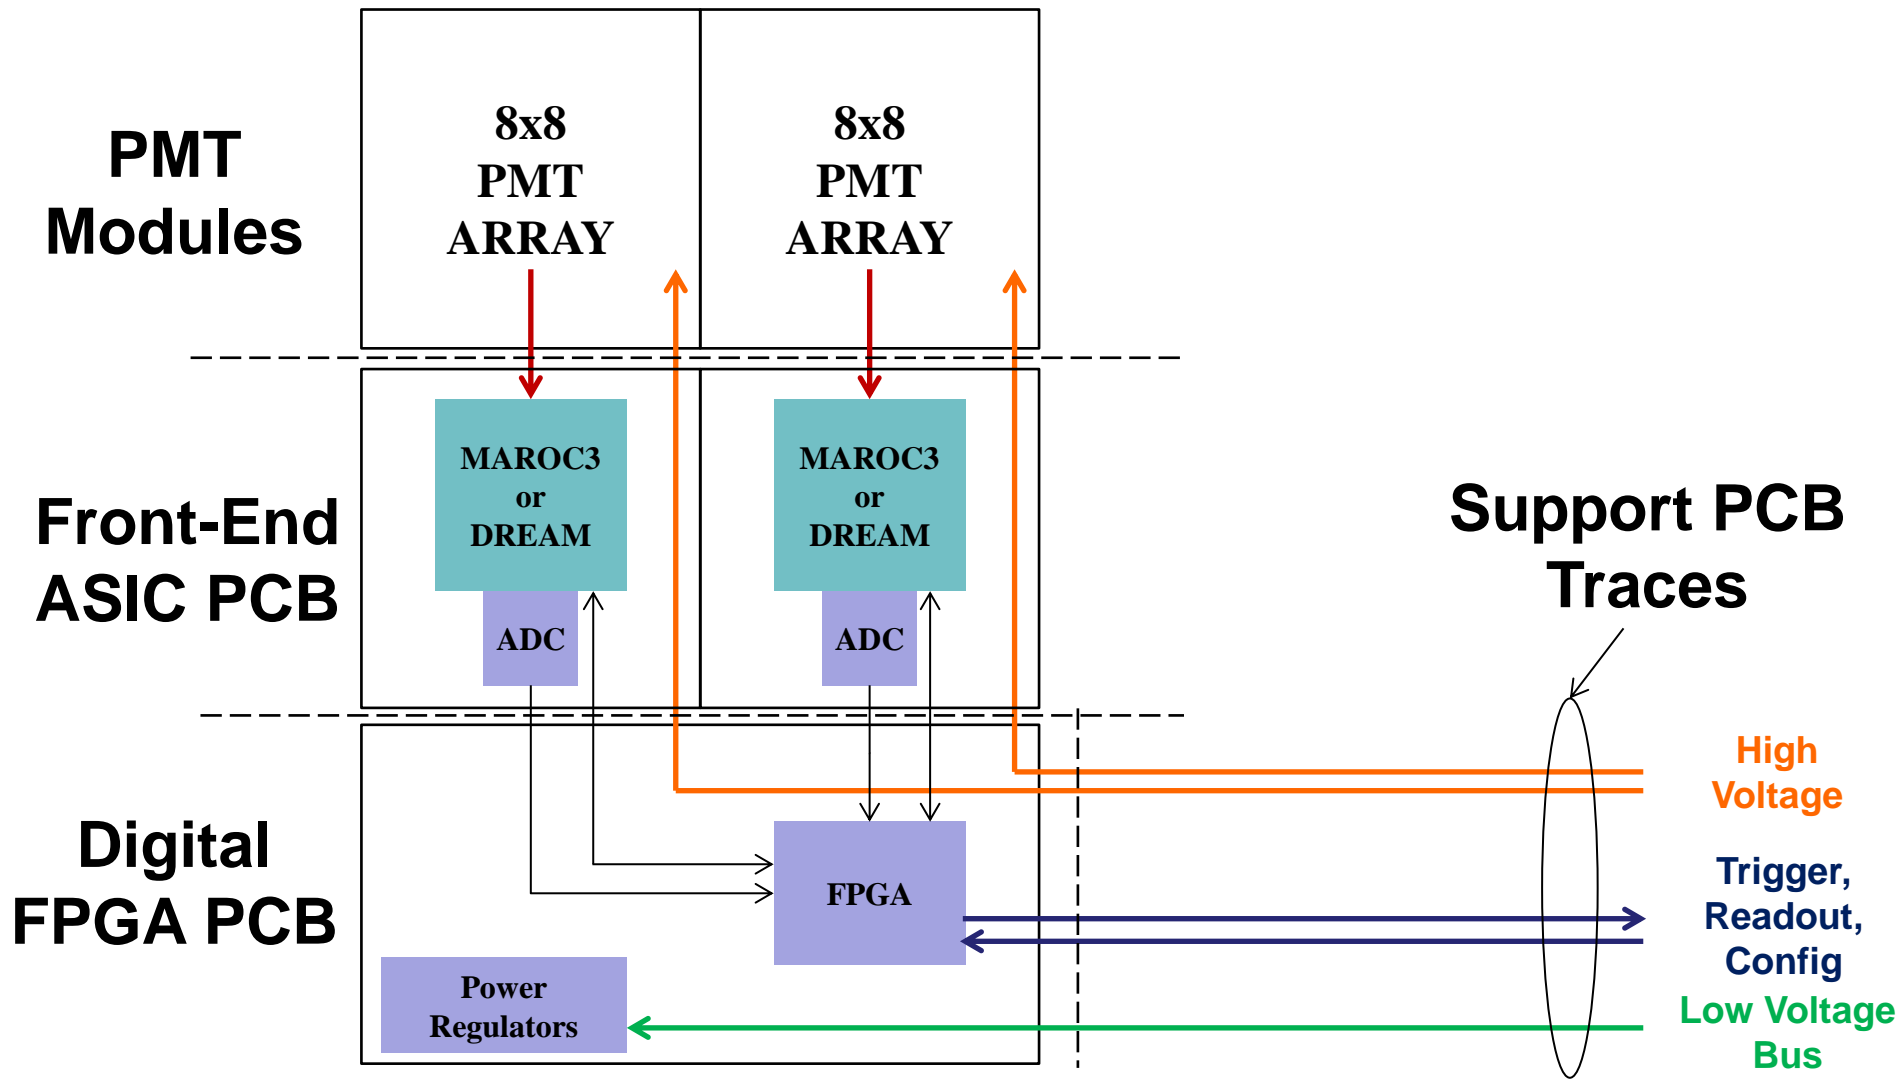 PMT
Modules
8x8
PMT
ARRAY
8x8
PMT
ARRAY
Front-End
ASIC PCB
MAROC3
or
DREAM
ADC
MAROC3
or
DREAM
ADC
Support PCB
Traces
Digital
FPGA PCB
FPGA
Power
Regulators
High
Voltage
Trigger,
Readout,
Config
Low Voltage
Bus